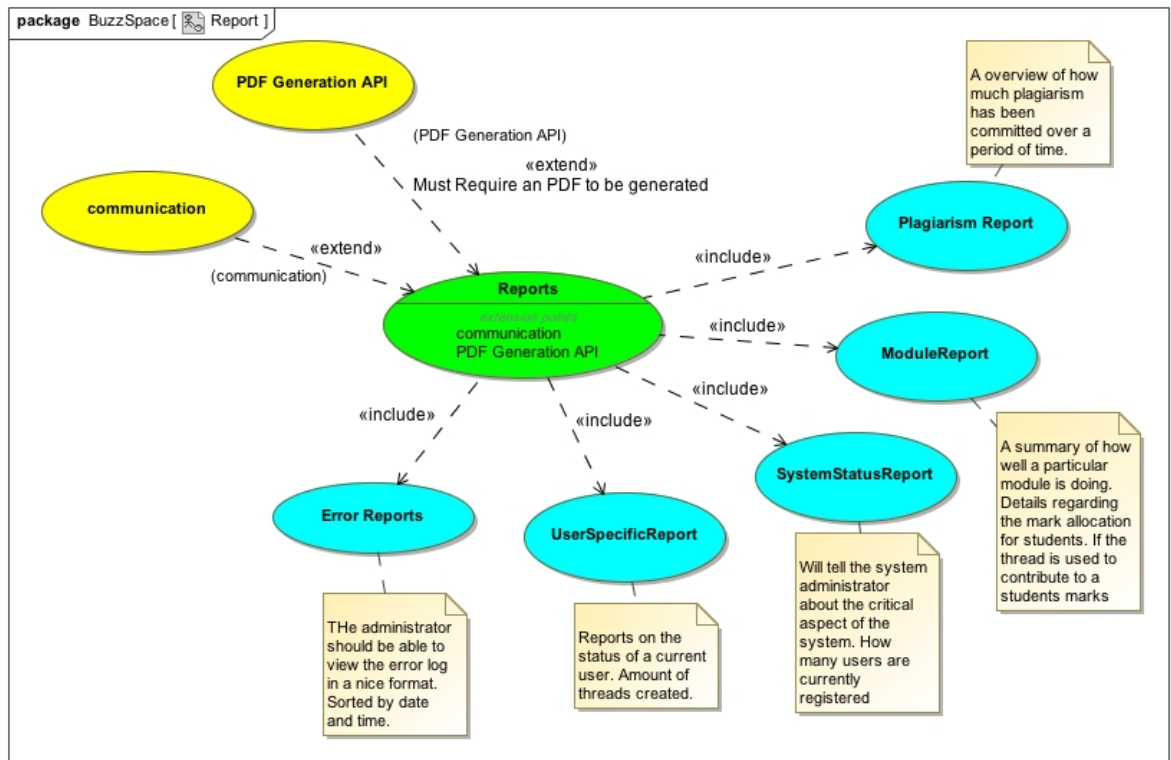 package BuzzSpace [ Report ]
PDF Generation API
(PDF Generation API)
«extend»
Must Require an PDF to be generated
A overview of how
much plagiarism
has been
committed over a
period of time.
communication
«extend»
(communication)
Plagiarism Report
«include»
Reports
extension points
communication
PDF Generation API
«include»
ModuleReport
«include»
«include»
«include»
A summary of how
well a particular
module is doing.
Details regarding
the mark allocation
for students. If the
thread is used to
contribute to a
students marks
SystemStatusReport
Error Reports
UserSpecificReport
Will tell the system
administrator
about the critical
aspect of the
system. How
many users are
currently
registered
THe administrator
should be able to
view the error log
in a nice format.
Sorted by date
and time.
Reports on the
status of a current
user. Amount of
threads created.